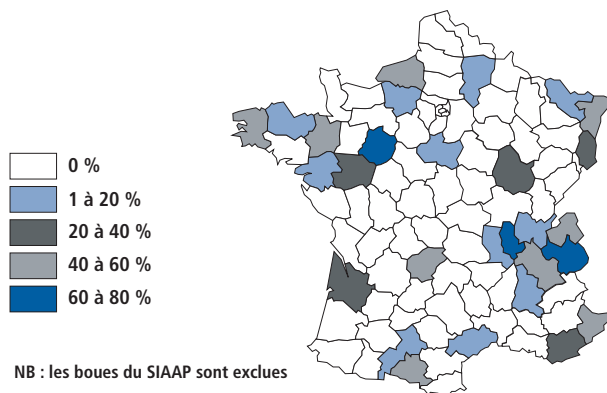 0 %
1 à 20 %
20 à 40 %
40 à 60 %
60 à 80 %
NB : les boues du SIAAP sont exclues